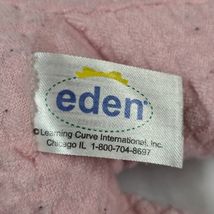 eden
©Learning Curve International, Inc.
Chicago IL 1-800-704-8697